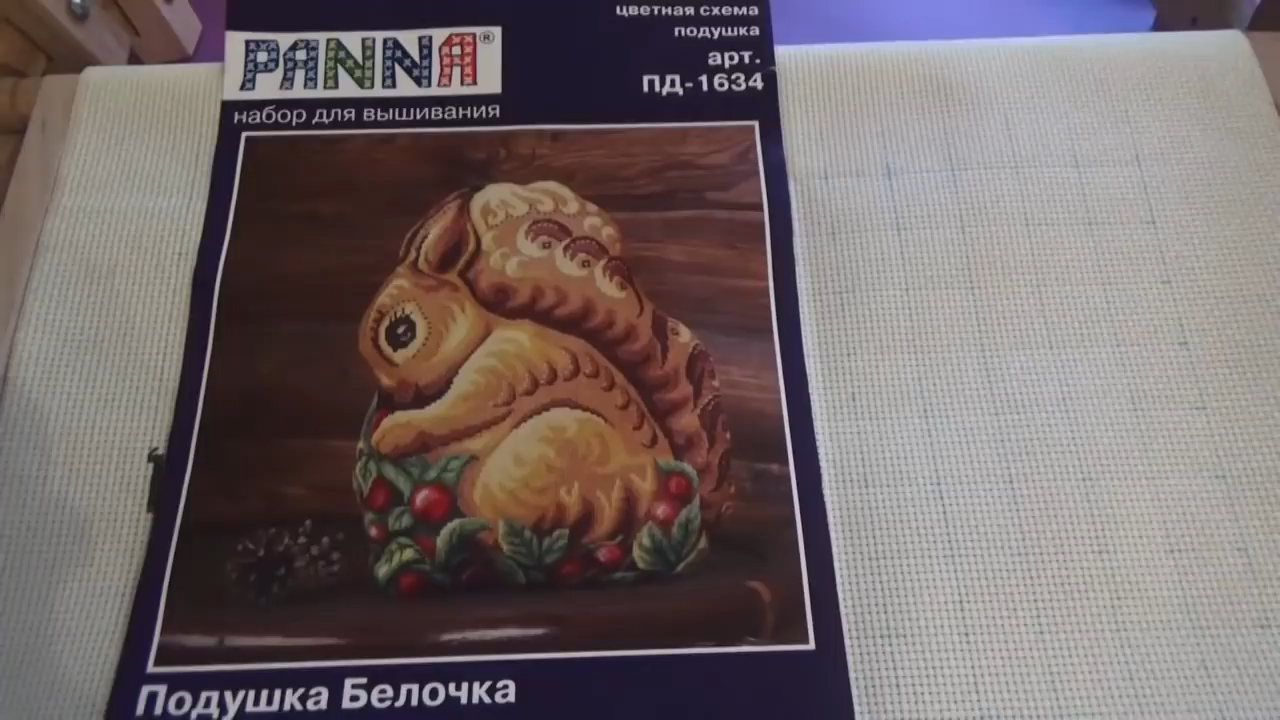 цветная схема
подушка
арт.
ПД-1634
PANNA®
набор для вышивания
Подушка Белочка